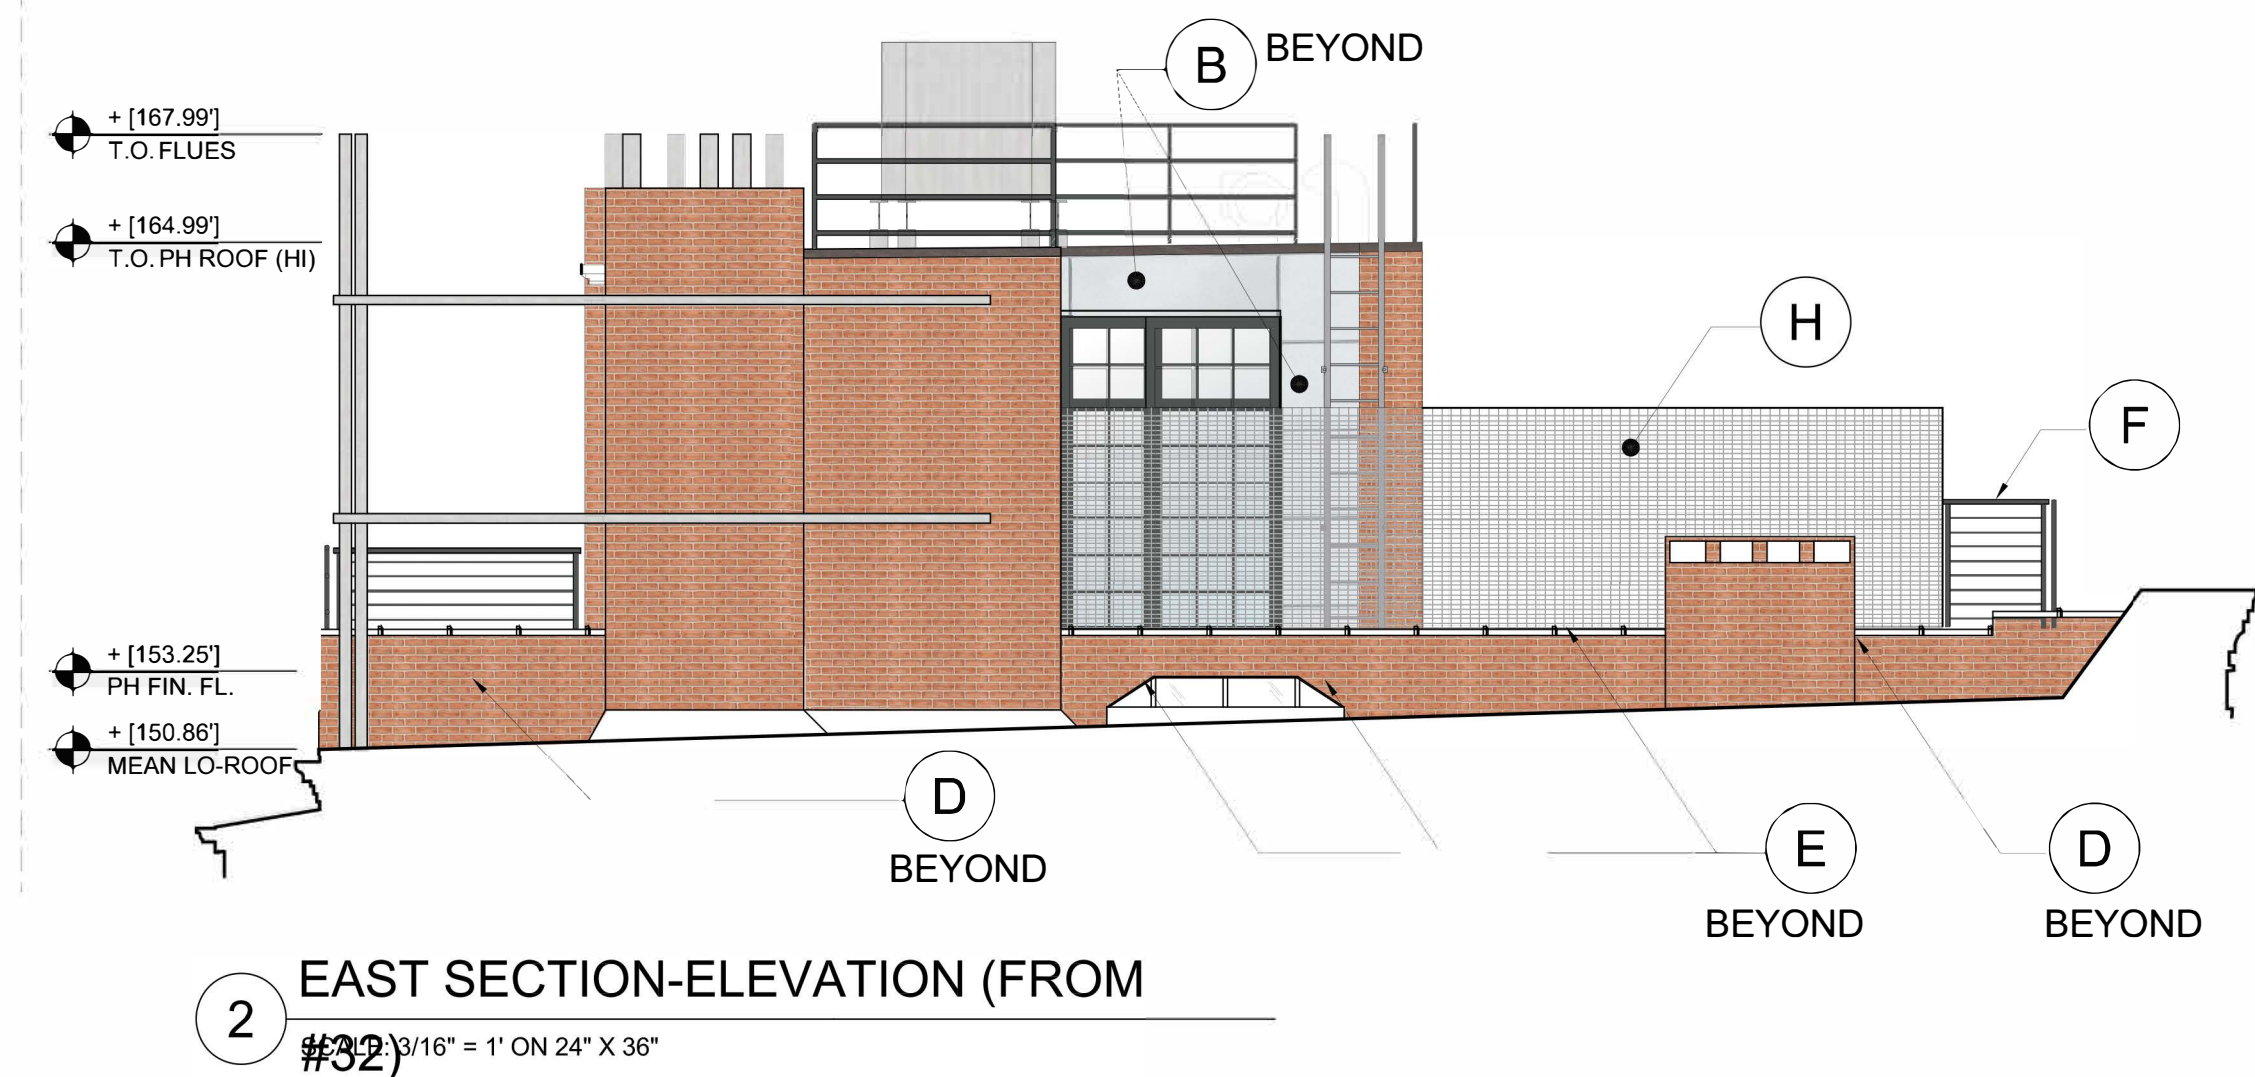 B BEYOND
+ [167.99']
T.O. FLUES
+ [164.99']
T.O. PH ROOF (HI)
H
F
+ [153.25']
PH FIN. FL.
+ [150.86']
MEAN LO-ROOF
D
BEYOND
E
BEYOND
D
BEYOND
2
EAST SECTION-ELEVATION (FROM
#32)
SCALE: 3/16" = 1' ON 24" X 36"